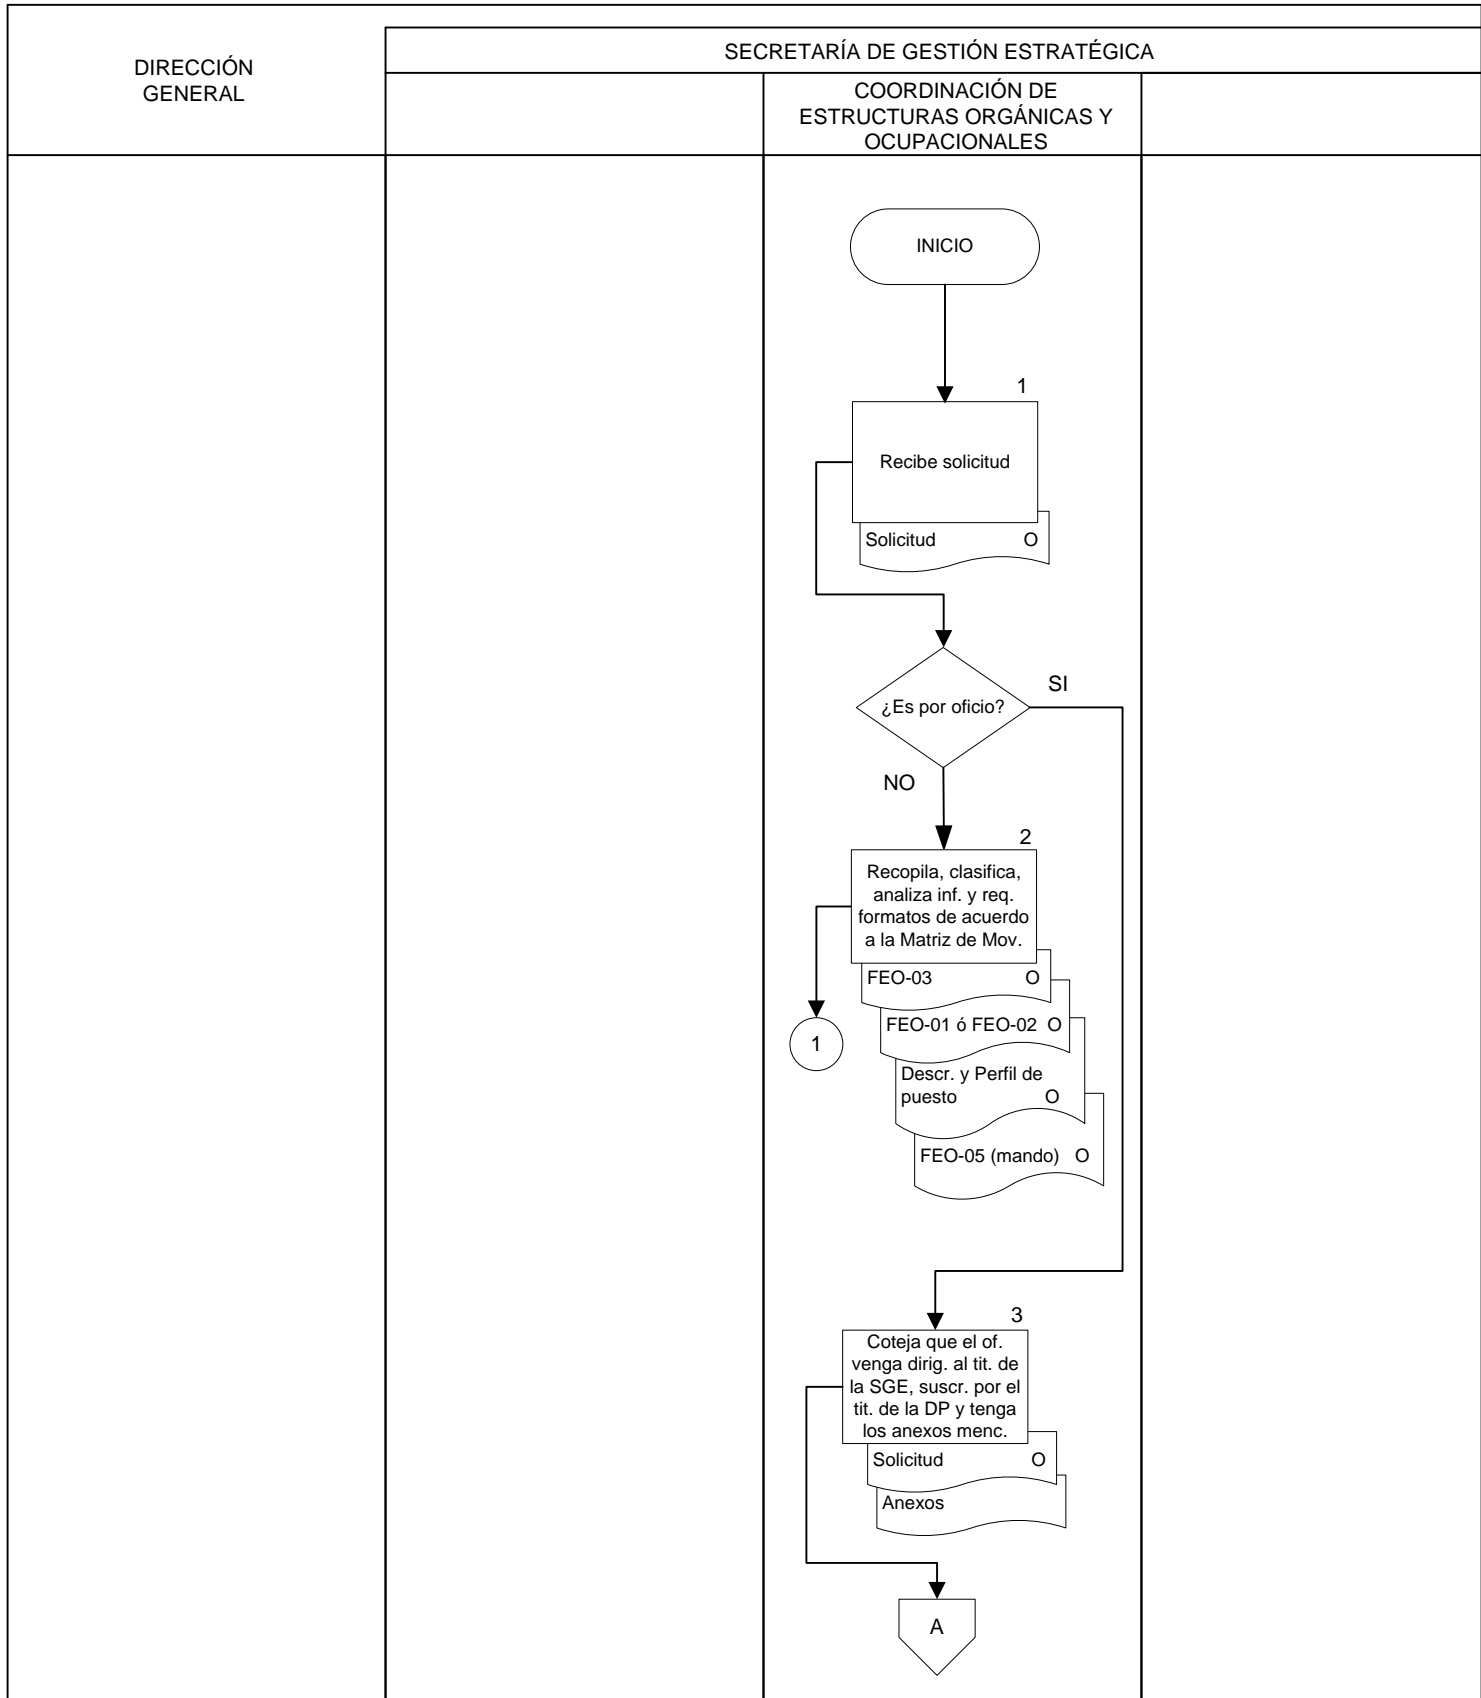 DIRECCIÓN
GENERAL
SECRETARÍA DE GESTIÓN ESTRATÉGICA
COORDINACIÓN DE
ESTRUCTURAS ORGÁNICAS Y
OCUPACIONALES
INICIO
1
Recibe solicitud
Solicitud O
¿Es por oficio?
SI
NO
2
Recopila, clasifica,
analiza inf. y req.
formatos de acuerdo
a la Matriz de Mov.
FEO-03 O
FEO-01 ó FEO-02 O
1
Descr. y Perfil de
puesto O
FEO-05 (mando) O
3
Coteja que el of.
venga dirig. al tit. de
la SGE, suscr. por el
tit. de la DP y tenga
los anexos menc.
Solicitud O
Anexos
A